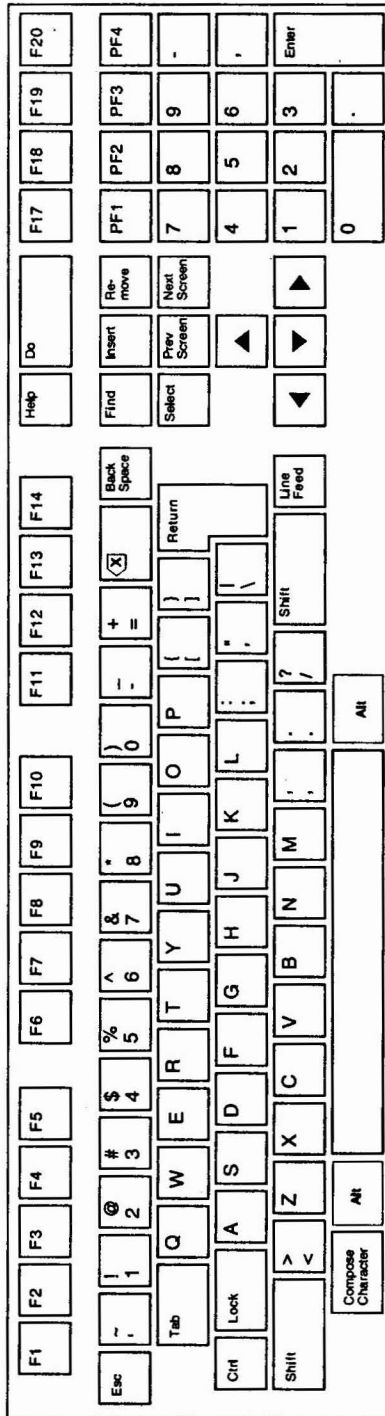 F1 F2 F3 F4 F5 F6 F7 F8 F9 F10 F11 F12 F13 F14 Help Do F17 F18 F19 F20
~ ! @ # $ % ^ & * ( ) _ + Back Find Insert Re- PF1 PF2 PF3 PF4
Esc ` 1 2 3 4 5 6 7 8 9 0 - = X Space move
Tab Q W E R T Y U I O P { } Return Select Prev Next 7 8 9 -
[ ] Screen Screen
Ctrl Lock A S D F G H J K L : " | 4 5 6 ,
; ' \
Shift > Z X C V B N M , . ? Shift Line 1 2 3 Enter
< , . / Feed
Compose Alt Alt 0 .
Character